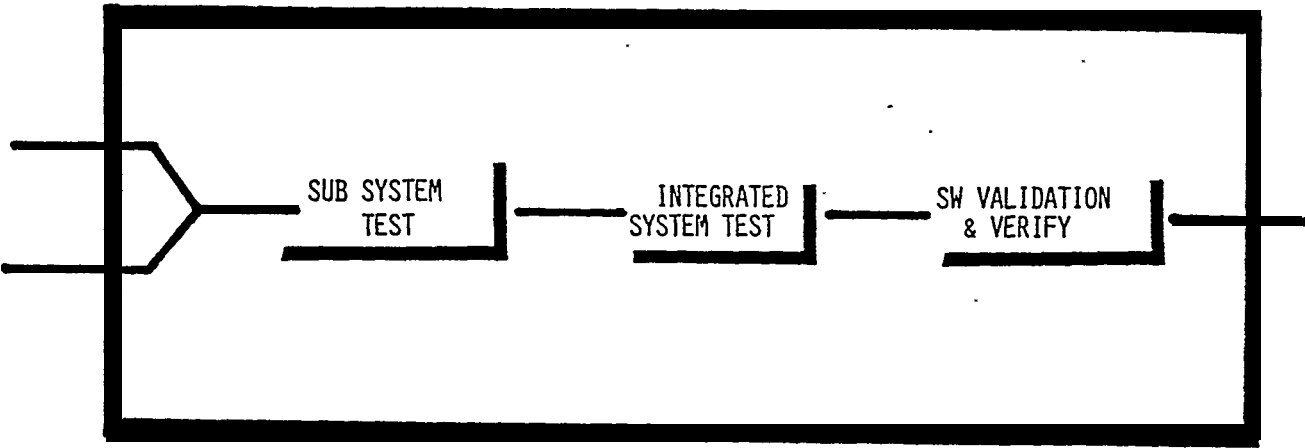 SUB SYSTEM
TEST
INTEGRATED
SYSTEM TEST
SW VALIDATION
& VERIFY